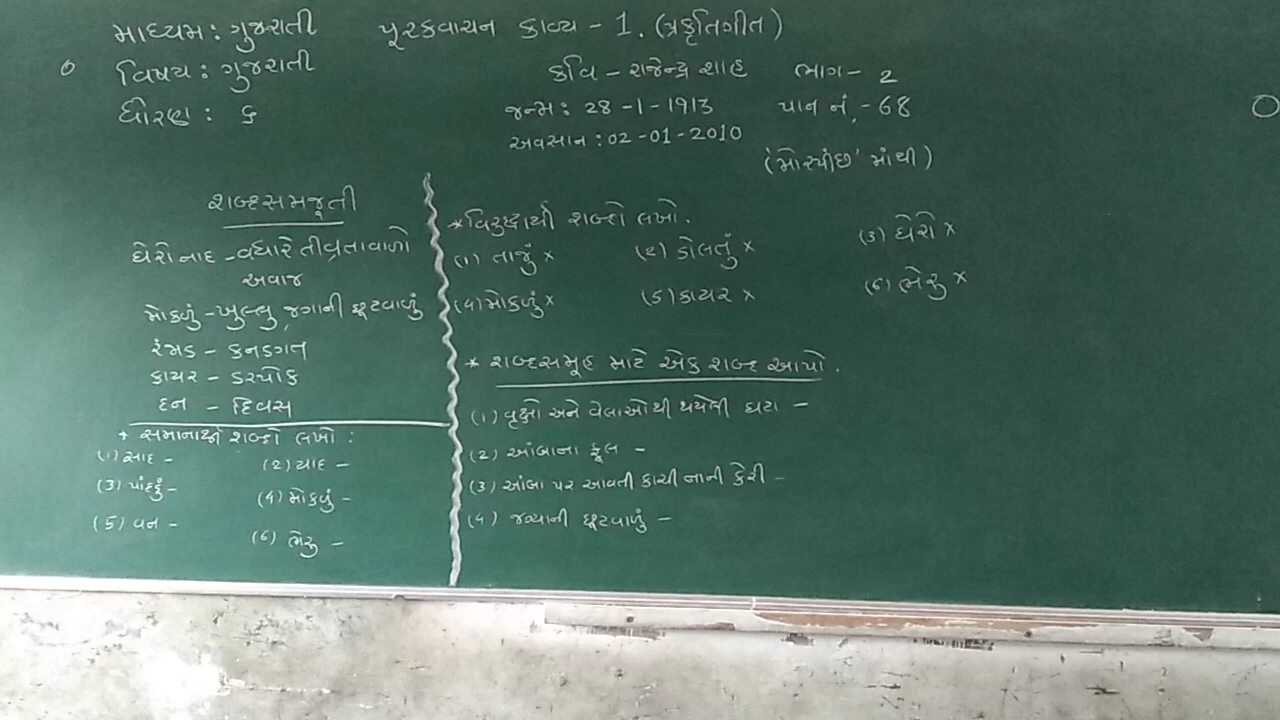 માધ્યમ : ગુજરાતી
પૂરકવાચન કાવ્ય - 1. (પ્રકૃતિગીત)
વિષય : ગુજરાતી
ધોરણ : ૬
કવિ - રાજેન્દ્ર શાહ
ભાગ - 2
જન્મ : 28 - 1 - 1913
પાન નં. - 68
અવસાન : 02 - 01 - 2010
('મોરપીંછ' માંથી)
શબ્દસમજૂતી
ઘેરો નાદ - વધારે તીવ્રતાવાળો
અવાજ
મોકળું - ખુલ્લુ, જગાની છૂટવાળું
રંજાડ - કનડગત
કાયર - ડરપોક
દન - દિવસ
* સમાનાર્થી શબ્દો લખો :
(1) સાદ -
(2) યાદ -
(3) પાંદડું -
(4) મોકળું -
(5) વન -
(6) ભેરુ -
* વિરુદ્ધાર્થી શબ્દો લખો.
(1) તાજું ×
(2) ડોલતું ×
(3) ઘેરો ×
(4) મોકળું ×
(5) કાયર ×
(6) ભેરુ ×
* શબ્દસમૂહ માટે એક શબ્દ આપો.
(1) વૃક્ષો અને વેલાઓથી થયેલી ઘટા -
(2) આંબાના ફૂલ -
(3) આંબા પર આવતી કાચી નાની કેરી -
(4) જગ્યાની છૂટવાળું -